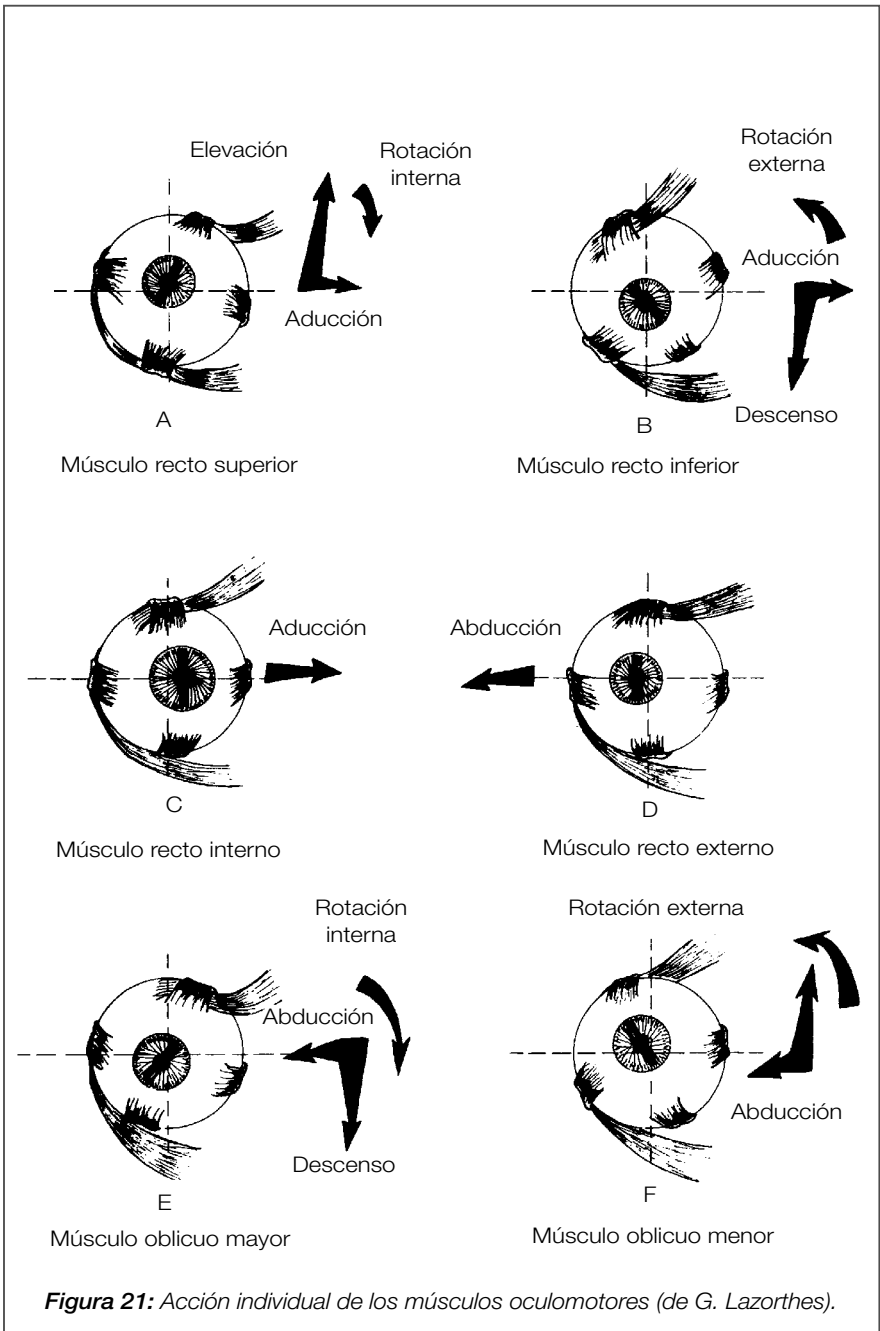 Elevación
Rotación
interna
Aducción
A
Músculo recto superior
Rotación
externa
Aducción
Descenso
B
Músculo recto inferior
Aducción
C
Músculo recto interno
Abducción
D
Músculo recto externo
Rotación
interna
Abducción
Descenso
E
Músculo oblicuo mayor
Rotación externa
Abducción
F
Músculo oblicuo menor
Figura 21: Acción individual de los músculos oculomotores (de G. Lazorthes).